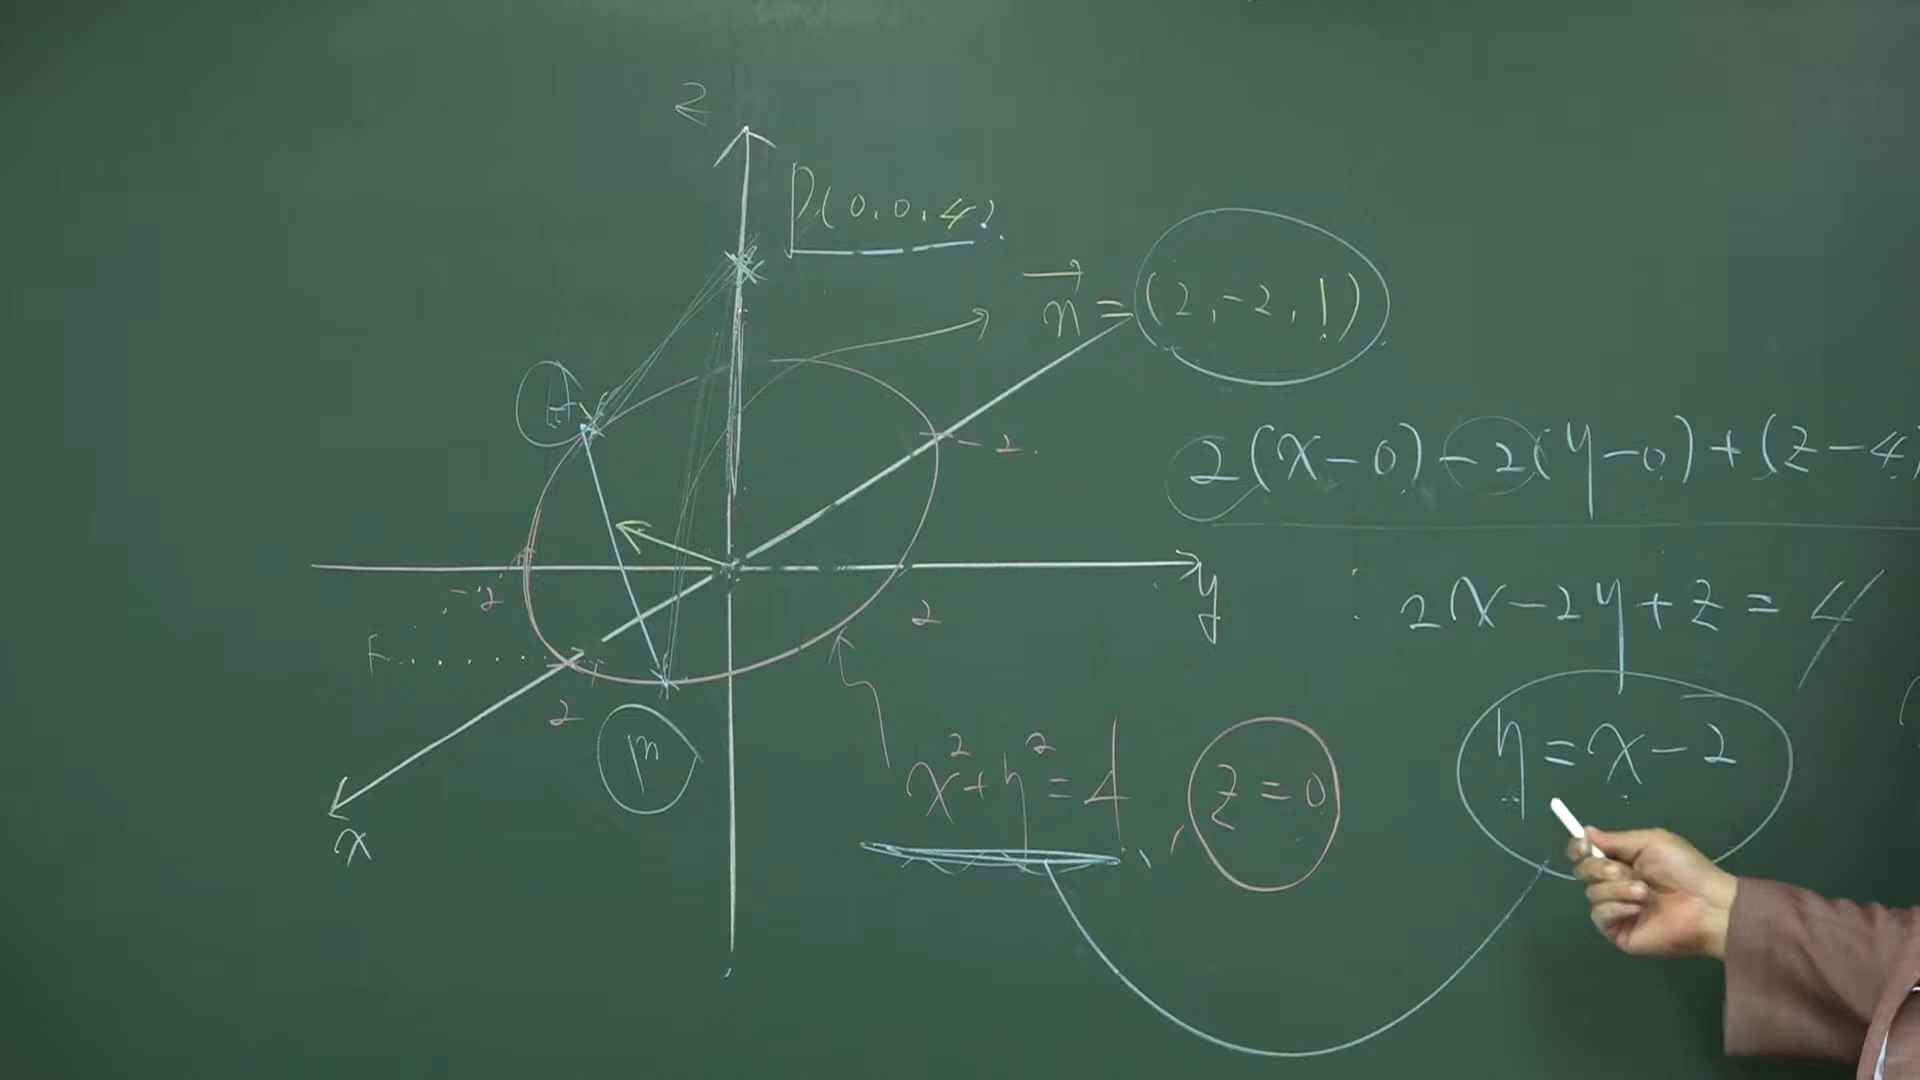 z
P(0, 0, 4)
n = (2, -2, 1)
A
-2
2(x-0)-2(y-0)+(z-4)
-2
2
y
2x-2y+z=4
2
x
x²+y²=4, z=0
y=x-2